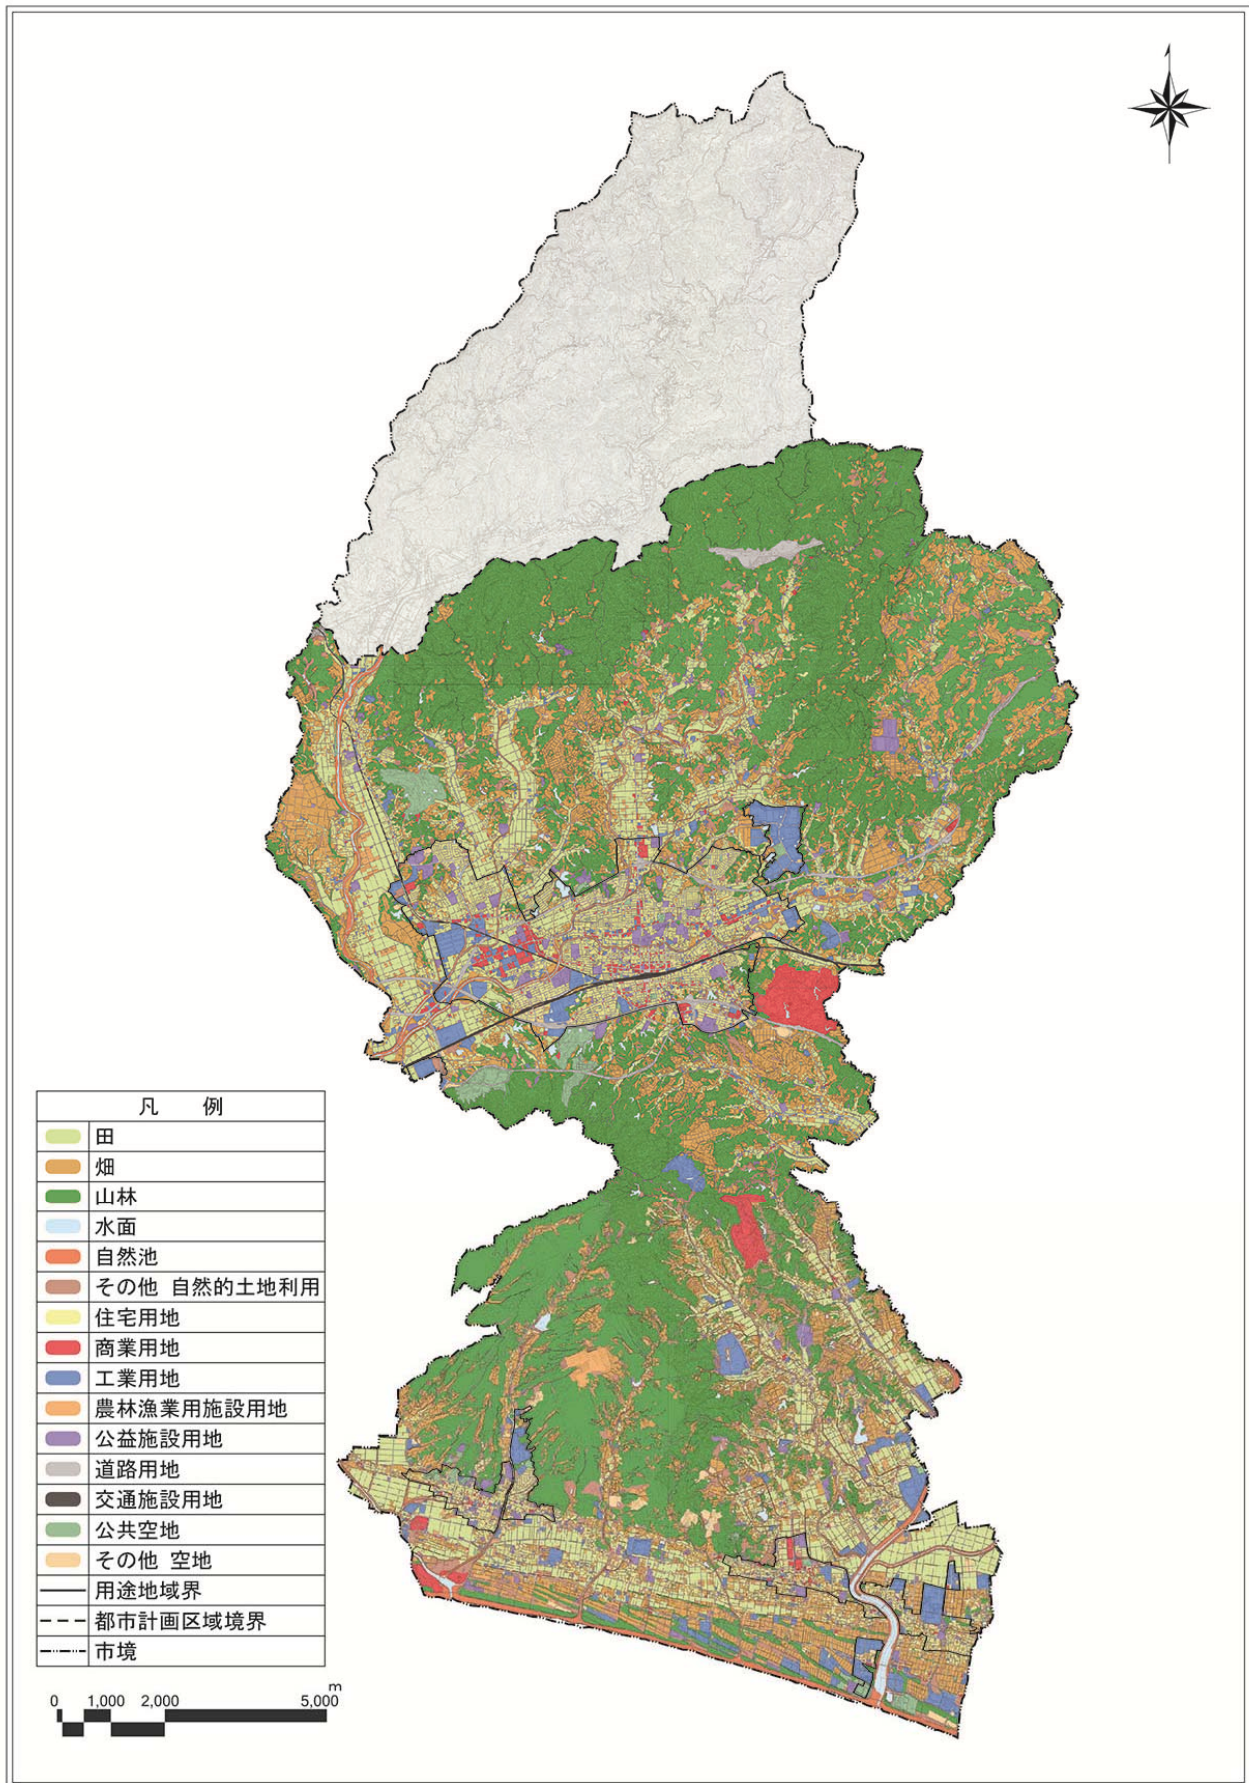 凡 例
田
畑
山林
水面
自然池
その他 自然的土地利用
住宅用地
商業用地
工業用地
農林漁業用施設用地
公益施設用地
道路用地
交通施設用地
公共空地
その他 空地
用途地域界
都市計画区域境界
市境
0 1,000 2,000 5,000 m